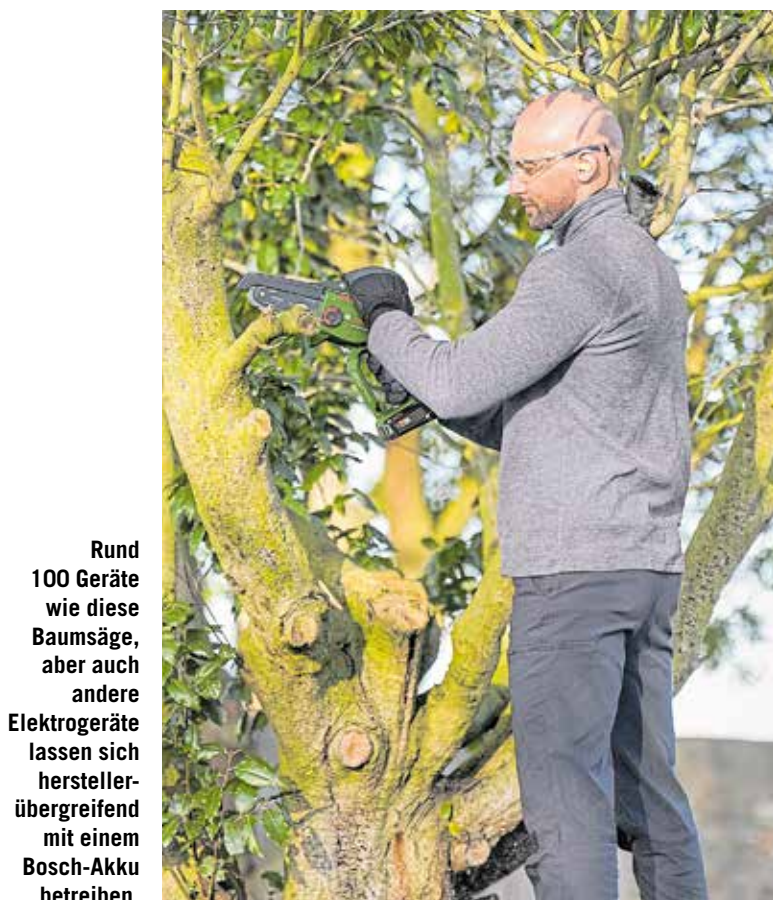 Rund
100 Geräte
wie diese
Baumsäge,
aber auch
andere
Elektrogeräte
lassen sich
hersteller-
übergreifend
mit einem
Bosch-Akku
betreiben.